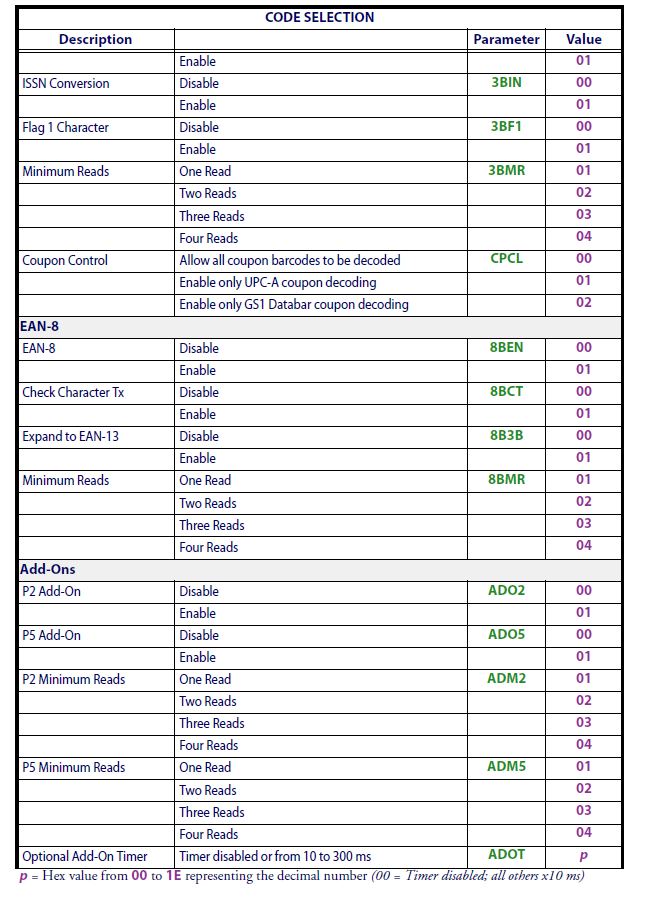 CODE SELECTION
Description Parameter Value
Enable 01
ISSN Conversion Disable 3BIN 00
Enable 01
Flag 1 Character Disable 3BF1 00
Enable 01
Minimum Reads One Read 3BMR 01
Two Reads 02
Three Reads 03
Four Reads 04
Coupon Control Allow all coupon barcodes to be decoded CPCL 00
Enable only UPC-A coupon decoding 01
Enable only GS1 Databar coupon decoding 02
EAN-8
EAN-8 Disable 8BEN 00
Enable 01
Check Character Tx Disable 8BCT 00
Enable 01
Expand to EAN-13 Disable 8B3B 00
Enable 01
Minimum Reads One Read 8BMR 01
Two Reads 02
Three Reads 03
Four Reads 04
Add-Ons
P2 Add-On Disable ADO2 00
Enable 01
P5 Add-On Disable ADO5 00
Enable 01
P2 Minimum Reads One Read ADM2 01
Two Reads 02
Three Reads 03
Four Reads 04
P5 Minimum Reads One Read ADM5 01
Two Reads 02
Three Reads 03
Four Reads 04
Optional Add-On Timer Timer disabled or from 10 to 300 ms ADOT p
p = Hex value from 00 to 1E representing the decimal number (00 = Timer disabled; all others x10 ms)